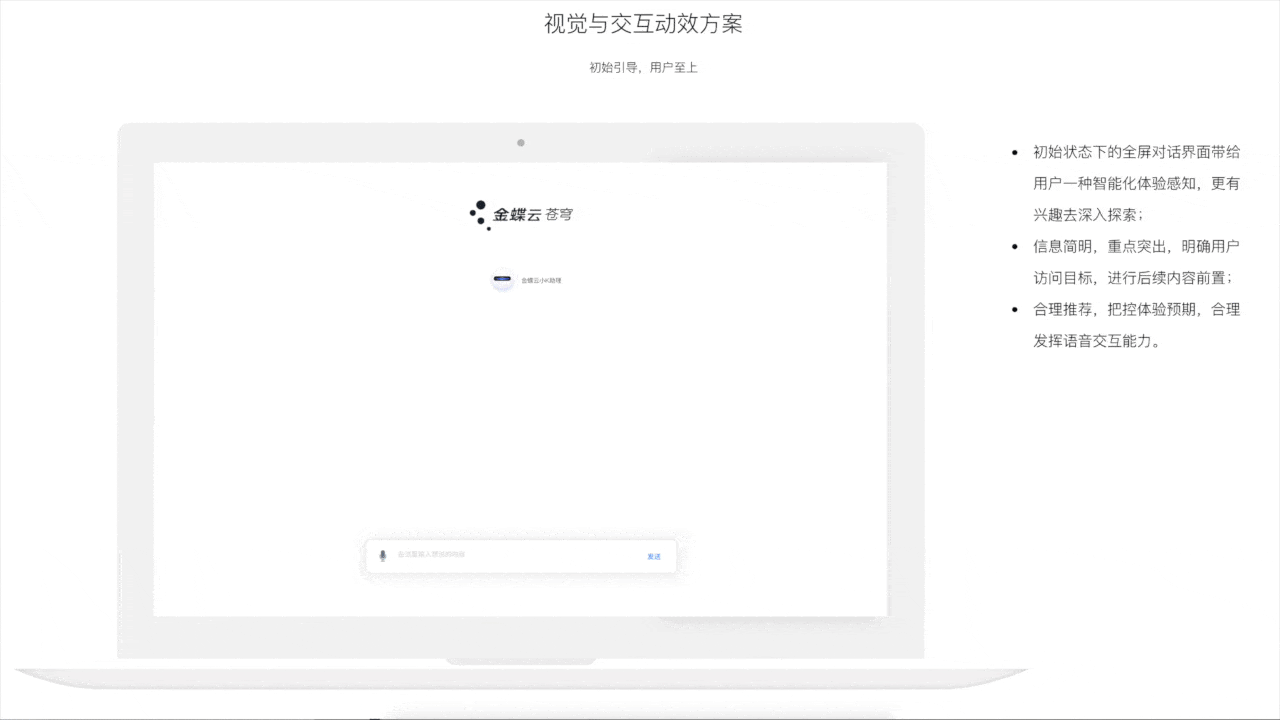 视觉与交互动效方案
初始引导，用户至上
金蝶云 苍穹
金蝶云小K助理
发送
初始状态下的全屏对话界面带给
用户一种智能化体验感知，更有
兴趣去深入探索；
信息简明，重点突出，明确用户
访问目标，进行后续内容前置；
合理推荐，把控体验预期，合理
发挥语音交互能力。